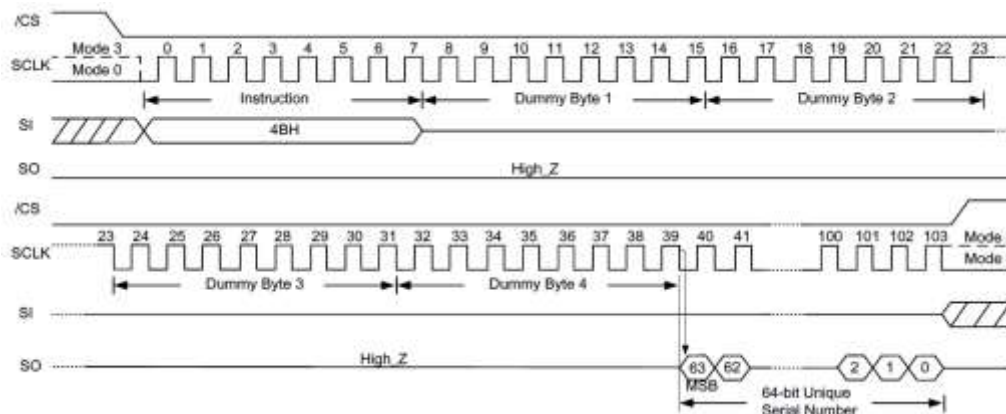 /CS
Mode 3 0 1 2 3 4 5 6 7 8 9 10 11 12 13 14 15 16 17 18 19 20 21 22 23
SCLK Mode 0
Instruction Dummy Byte 1 Dummy Byte 2
SI 4BH
SO High_Z
/CS
23 24 25 26 27 28 29 30 31 32 33 34 35 36 37 38 39 40 41 100 101 102 103 Mode
SCLK Mode
Dummy Byte 3 Dummy Byte 4
SI
SO High_Z 63 62 2 1 0
MSB 64-bit Unique
Serial Number